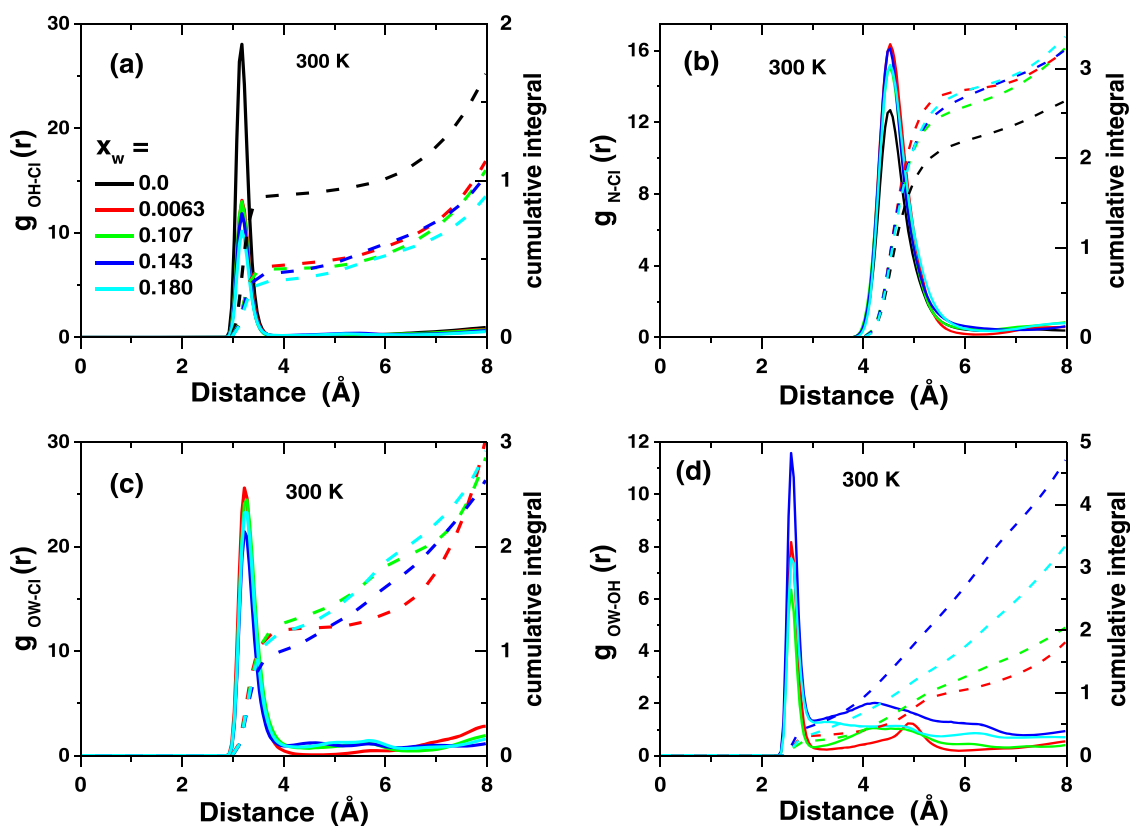 (a)
300 K
30
20
10
0
2
1
0
0 2 4 6 8
g OH-Cl (r)
cumulative integral
Distance (Å)
x_w =
0.0
0.0063
0.107
0.143
0.180
(b)
300 K
16
12
8
4
0
3
2
1
0
0 2 4 6 8
g N-Cl (r)
cumulative integral
Distance (Å)
(c)
300 K
30
20
10
0
3
2
1
0
0 2 4 6 8
g OW-Cl (r)
cumulative integral
Distance (Å)
(d)
300 K
12
10
8
6
4
2
0
5
4
3
2
1
0
0 2 4 6 8
g OW-OH (r)
cumulative integral
Distance (Å)